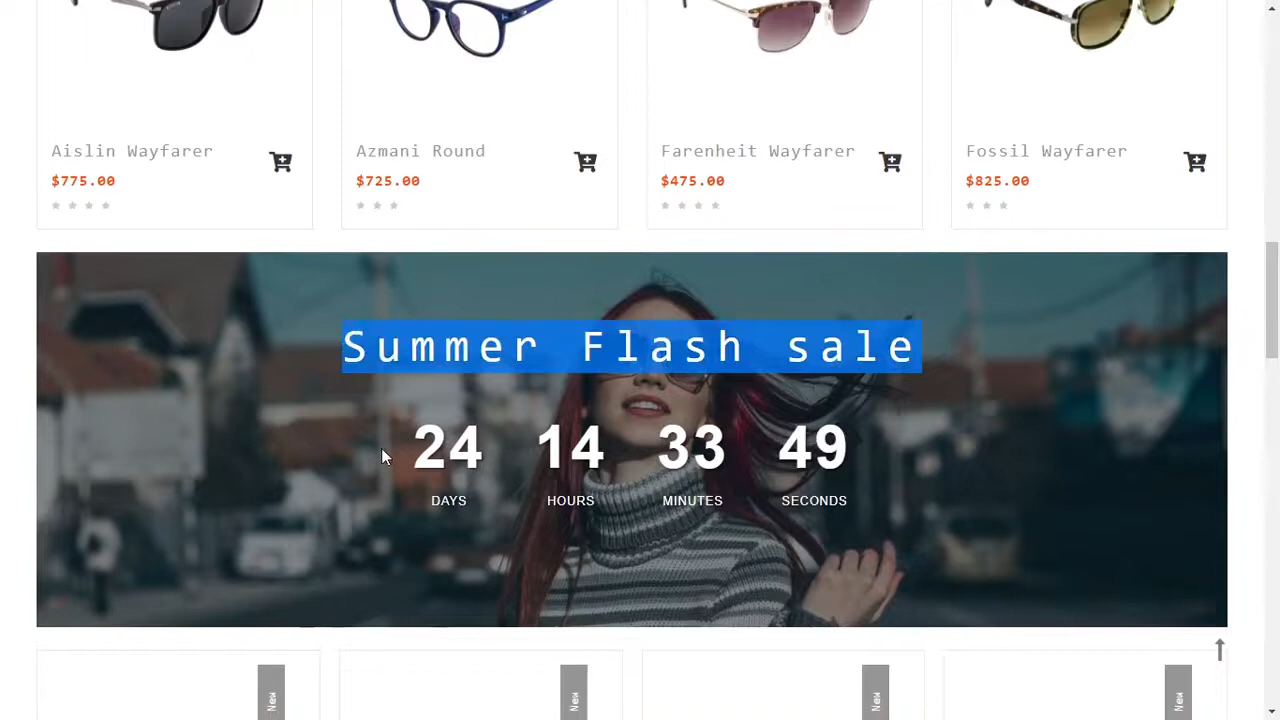 Aislin Wayfarer
$775.00
Azmani Round
$725.00
Farenheit Wayfarer
$475.00
Fossil Wayfarer
$825.00
Summer Flash sale
24 14 33 49
DAYS HOURS MINUTES SECONDS
New New New New